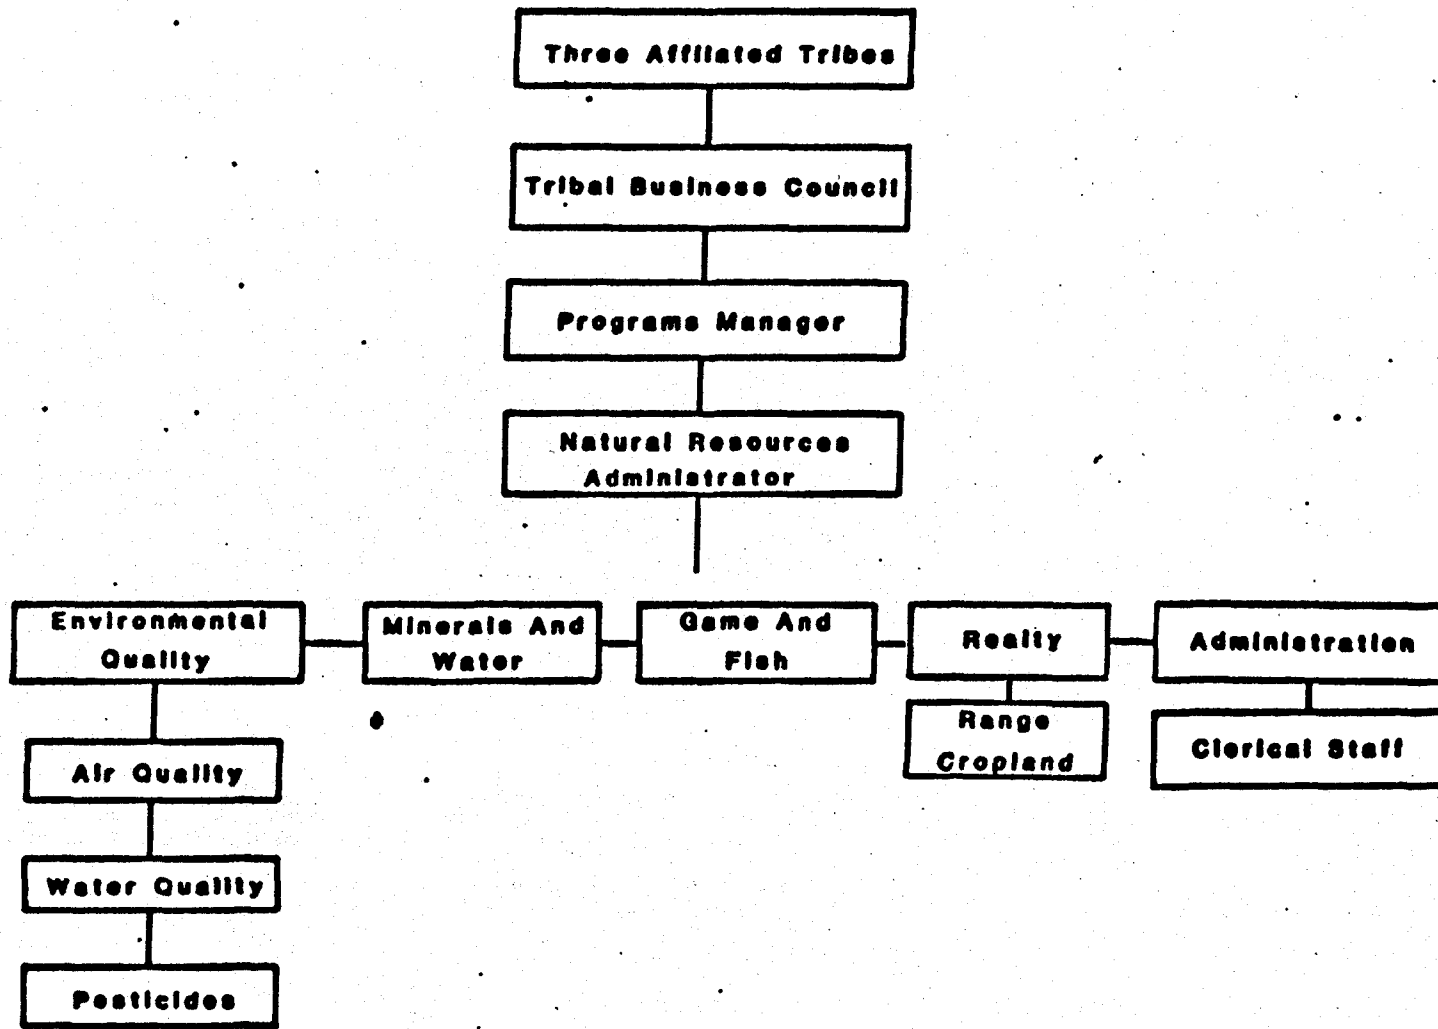 Three Affiliated Tribes
Tribal Business Council
Programs Manager
Natural Resources
Administrator
Environmental
Quality
Minerals And
Water
Game And
Fish
Realty
Administration
Range
Cropland
Clerical Staff
Air Quality
Water Quality
Pesticides